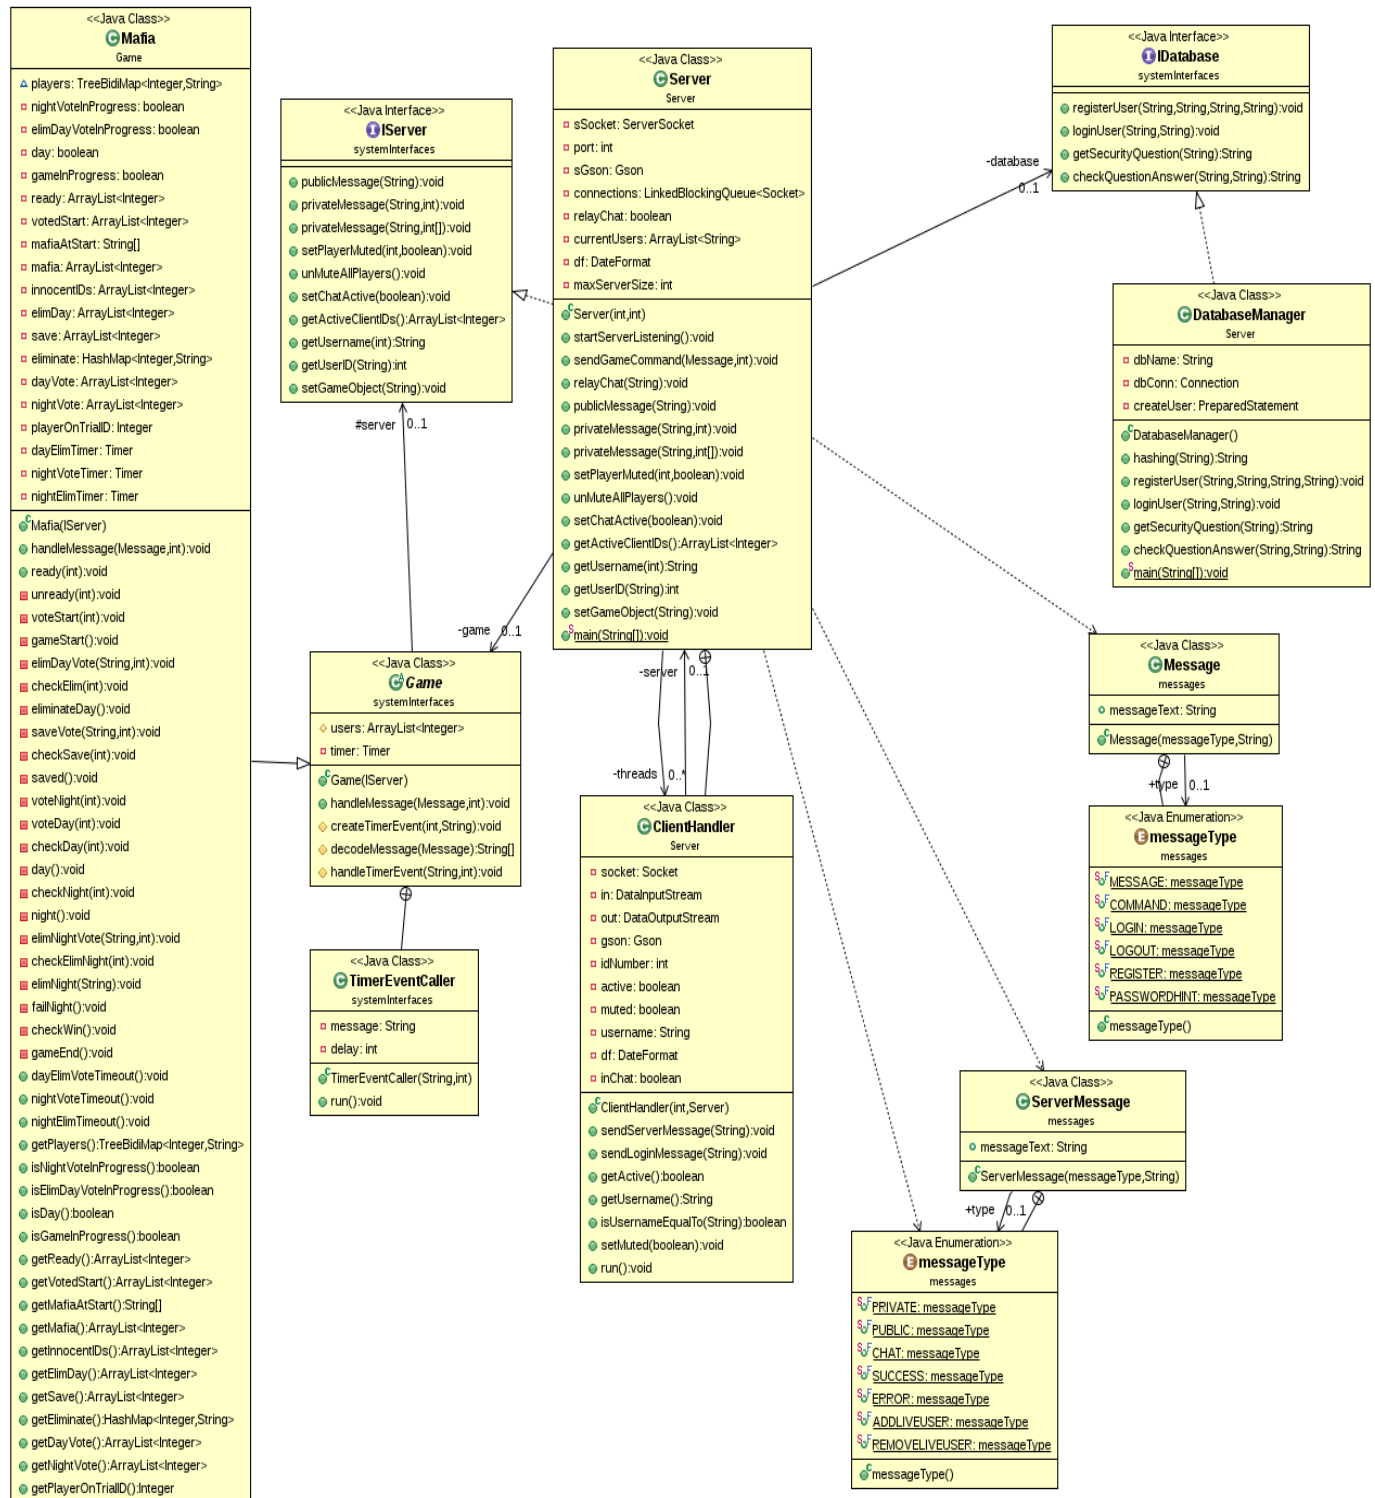 <<Java Class>>
Mafia
Game
players: TreeBidiMap<Integer,String>
nightVoteInProgress: boolean
elimDayVoteInProgress: boolean
day: boolean
gameInProgress: boolean
ready: ArrayList<Integer>
votedStart: ArrayList<Integer>
mafiaAtStart: String[]
mafia: ArrayList<Integer>
innocentIDs: ArrayList<Integer>
elimDay: ArrayList<Integer>
save: ArrayList<Integer>
eliminate: HashMap<Integer,String>
dayVote: ArrayList<Integer>
nightVote: ArrayList<Integer>
playerOnTrialID: Integer
dayElimTimer: Timer
nightVoteTimer: Timer
nightElimTimer: Timer
Mafia(IServer)
handleMessage(Message,int):void
ready(int):void
unready(int):void
voteStart(int):void
gameStart():void
elimDayVote(String,int):void
checkElim(int):void
eliminateDay():void
saveVote(String,int):void
checkSave(int):void
saved():void
voteNight(int):void
voteDay(int):void
checkDay(int):void
day():void
checkNight(int):void
night():void
elimNightVote(String,int):void
checkElimNight(int):void
elimNight(String):void
failNight():void
checkWin():void
gameEnd():void
dayElimVoteTimeout():void
nightVoteTimeout():void
nightElimTimeout():void
getPlayers():TreeBidiMap<Integer,String>
isNightVoteInProgress():boolean
isElimDayVoteInProgress():boolean
isDay():boolean
isGameInProgress():boolean
getReady():ArrayList<Integer>
getVotedStart():ArrayList<Integer>
getMafiaAtStart():String[]
getMafia():ArrayList<Integer>
getInnocentIDs():ArrayList<Integer>
getElimDay():ArrayList<Integer>
getSave():ArrayList<Integer>
getEliminate():HashMap<Integer,String>
getDayVote():ArrayList<Integer>
getNightVote():ArrayList<Integer>
getPlayerOnTrialID():Integer
<<Java Interface>>
IServer
systemInterfaces
publicMessage(String):void
privateMessage(String,int):void
privateMessage(String,int[]):void
setPlayerMuted(int,boolean):void
unMuteAllPlayers():void
setChatActive(boolean):void
getActiveClientIDs():ArrayList<Integer>
getUsername(int):String
getUserID(String):int
setGameObject(String):void
#server 0..1
<<Java Class>>
Game
systemInterfaces
users: ArrayList<Integer>
timer: Timer
Game(IServer)
handleMessage(Message,int):void
createTimerEvent(int,String):void
decodeMessage(Message):String[]
handleTimerEvent(String,int):void
<<Java Class>>
TimerEventCaller
systemInterfaces
message: String
delay: int
TimerEventCaller(String,int)
run():void
<<Java Class>>
Server
Server
sSocket: ServerSocket
port: int
sGson: Gson
connections: LinkedBlockingQueue<Socket>
relayChat: boolean
currentUsers: ArrayList<String>
df: DateFormat
maxServerSize: int
Server(int,int)
startServerListening():void
sendGameCommand(Message,int):void
relayChat(String):void
publicMessage(String):void
privateMessage(String,int):void
privateMessage(String,int[]):void
setPlayerMuted(int,boolean):void
unMuteAllPlayers():void
setChatActive(boolean):void
getActiveClientIDs():ArrayList<Integer>
getUsername(int):String
getUserID(String):int
setGameObject(String):void
main(String[]):void
-game 0..1
-server 0..1
-threads 0..*
<<Java Class>>
ClientHandler
Server
socket: Socket
in: DataInputStream
out: DataOutputStream
gson: Gson
idNumber: int
active: boolean
muted: boolean
username: String
df: DateFormat
inChat: boolean
ClientHandler(int,Server)
sendServerMessage(String):void
sendLoginMessage(String):void
getActive():boolean
getUsername():String
isUsernameEqualTo(String):boolean
setMuted(boolean):void
run():void
<<Java Interface>>
IDatabase
systemInterfaces
registerUser(String,String,String,String):void
loginUser(String,String):void
getSecurityQuestion(String):String
checkQuestionAnswer(String,String):String
-database
0..1
<<Java Class>>
DatabaseManager
Server
dbName: String
dbConn: Connection
createUser: PreparedStatement
DatabaseManager()
hashing(String):String
registerUser(String,String,String,String):void
loginUser(String,String):void
getSecurityQuestion(String):String
checkQuestionAnswer(String,String):String
main(String[]):void
<<Java Class>>
Message
messages
messageText: String
Message(messageType,String)
+type 0..1
<<Java Enumeration>>
messageType
messages
MESSAGE: messageType
COMMAND: messageType
LOGIN: messageType
LOGOUT: messageType
REGISTER: messageType
PASSWORDHINT: messageType
messageType()
<<Java Class>>
ServerMessage
messages
messageText: String
ServerMessage(messageType,String)
+type 0..1
<<Java Enumeration>>
messageType
messages
PRIVATE: messageType
PUBLIC: messageType
CHAT: messageType
SUCCESS: messageType
ERROR: messageType
ADDLIVEUSER: messageType
REMOVELIVEUSER: messageType
messageType()